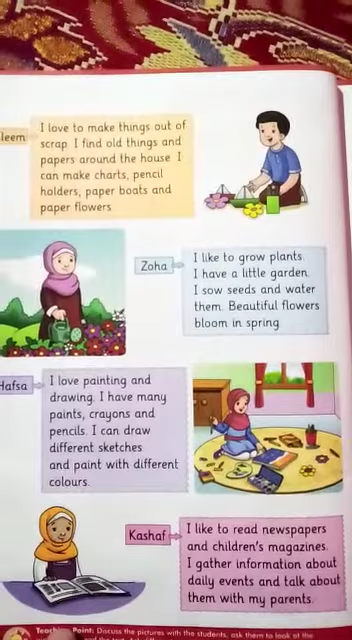 leem
I love to make things out of
scrap. I find old things and
papers around the house. I
can make charts, pencil
holders, paper boats and
paper flowers.
Zoha
I like to grow plants.
I have a little garden.
I sow seeds and water
them. Beautiful flowers
bloom in spring.
Hafsa
I love painting and
drawing. I have many
paints, crayons and
pencils. I can draw
different sketches
and paint with different
colours.
Kashaf
I like to read newspapers
and children's magazines.
I gather information about
daily events and talk about
them with my parents.
Teaching Point: Discuss the pictures with the students, ask them to look at the